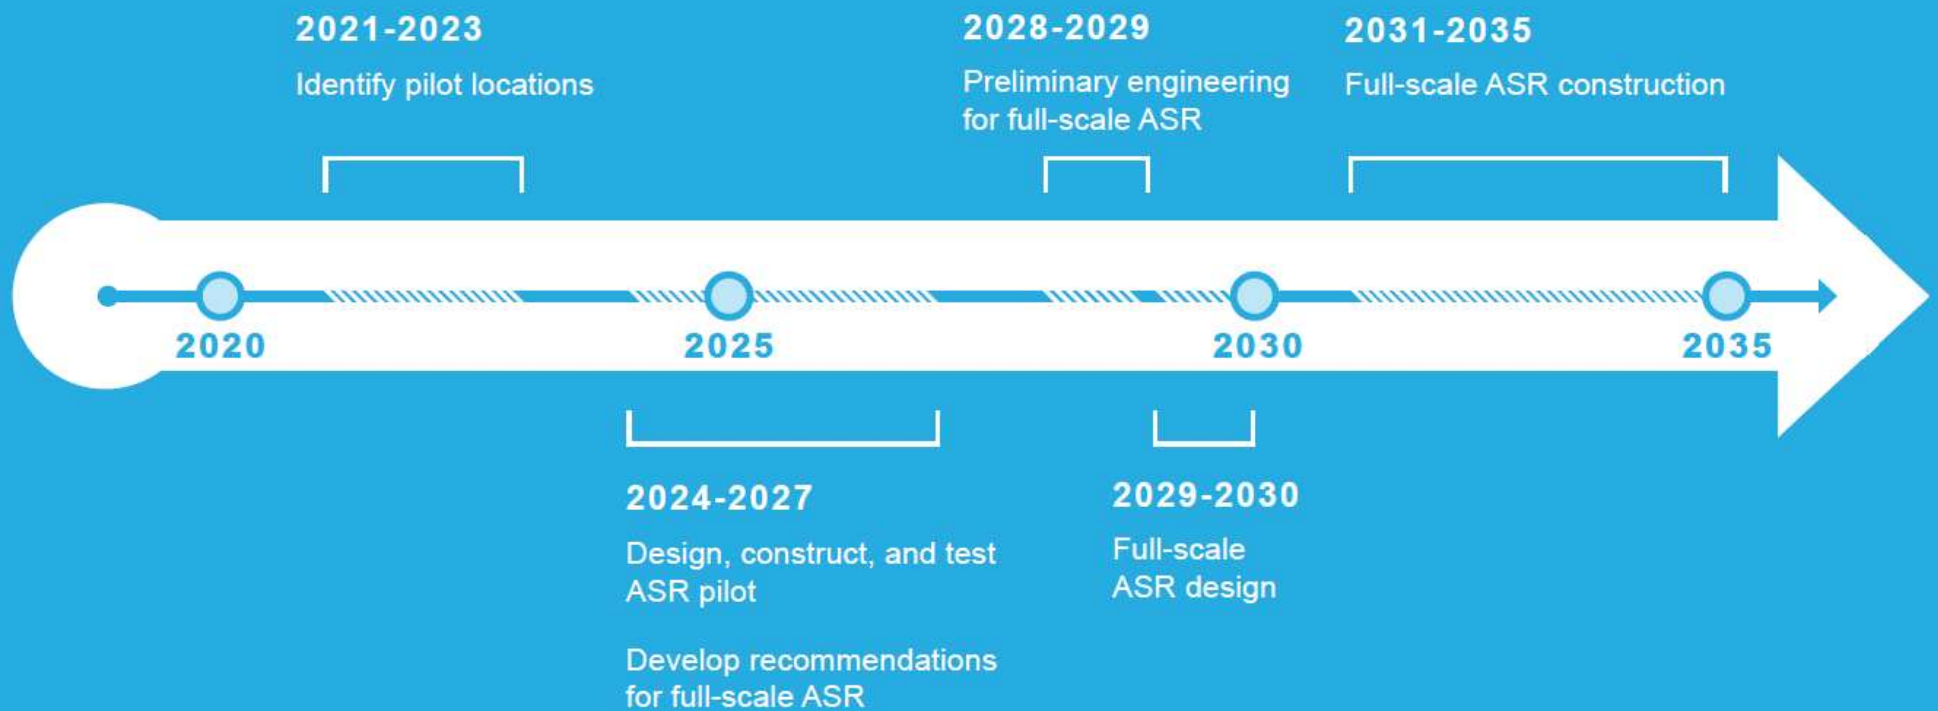 2021-2023
Identify pilot locations
2028-2029
Preliminary engineering
for full-scale ASR
2031-2035
Full-scale ASR construction
2020
2025
2030
2035
2024-2027
Design, construct, and test
ASR pilot
Develop recommendations
for full-scale ASR
2029-2030
Full-scale
ASR design